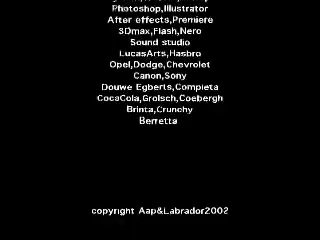 Photoshop,Illustrator
After effects,Premiere
3Dmax,Flash,Nero
Sound studio
LucasArts,Hasbro
Opel,Dodge,Chevrolet
Canon,Sony
Douwe Egberts,Completa
CocaCola,Grolsch,Coebergh
Brinta,Crunchy
Berretta
copyright Aap&Labrador2002